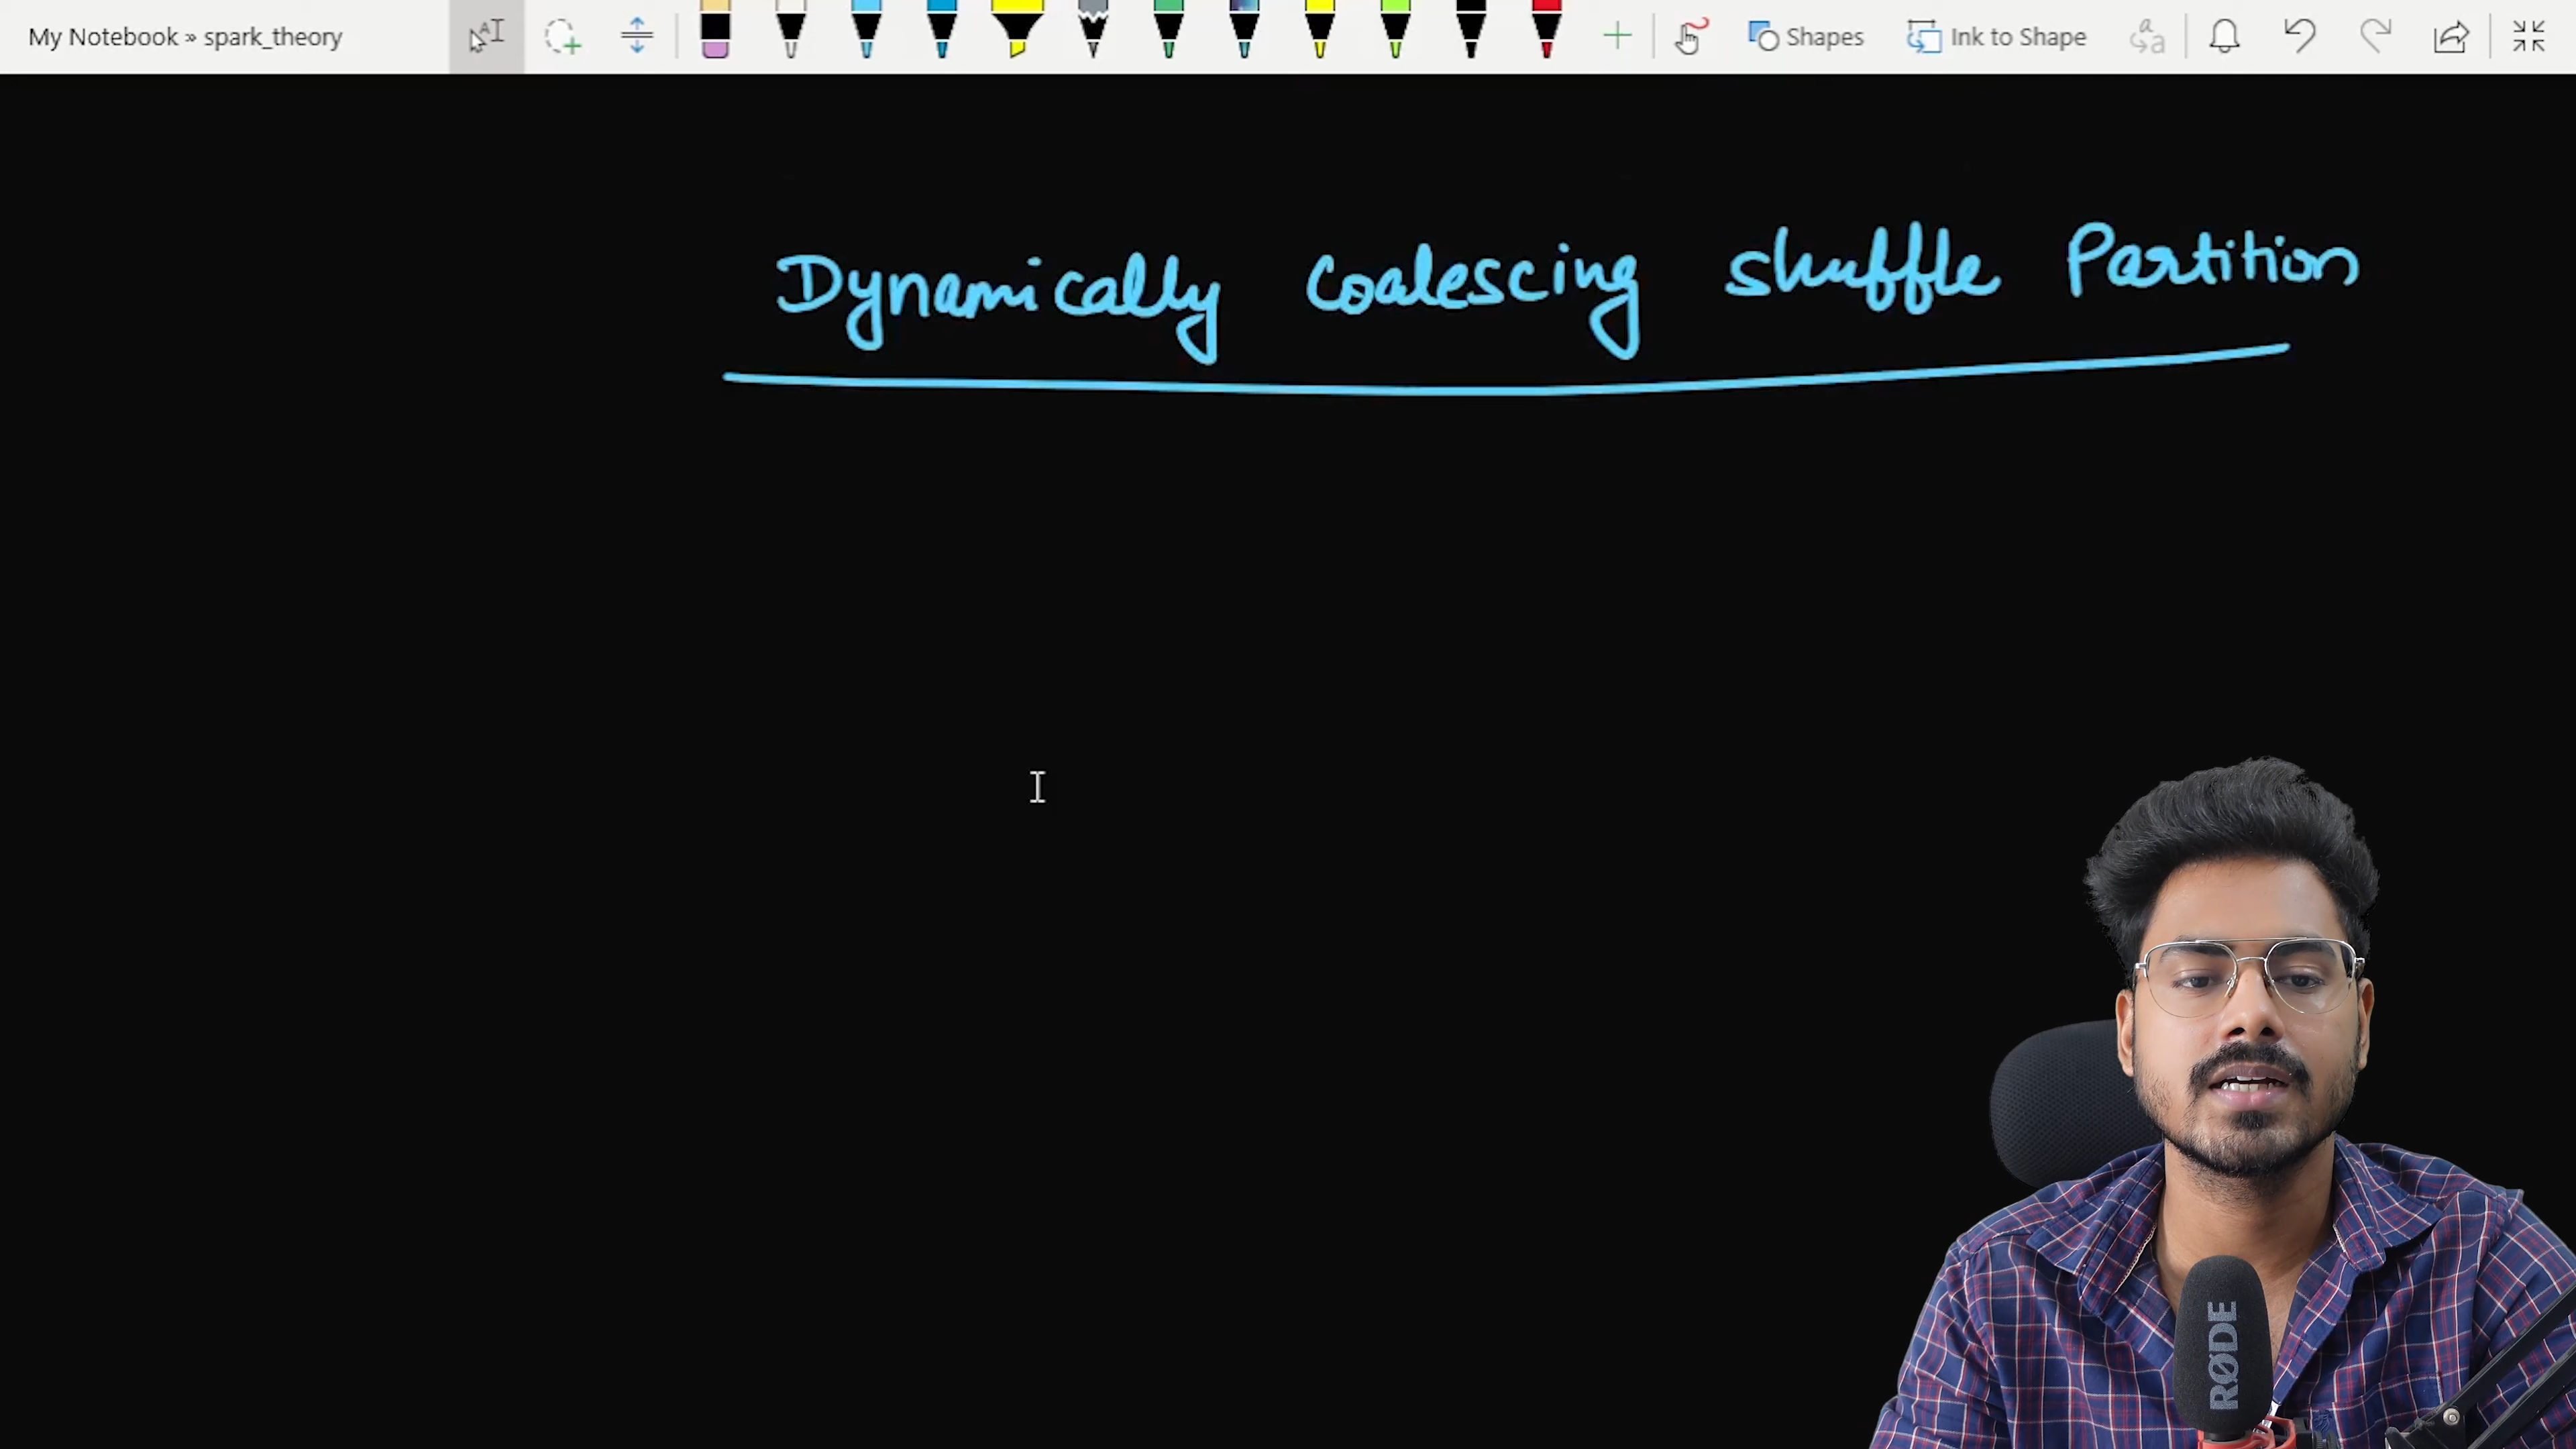 My Notebook » spark_theory
Shapes
Ink to Shape
Dynamically Coalescing shuffle Partition
RØDE